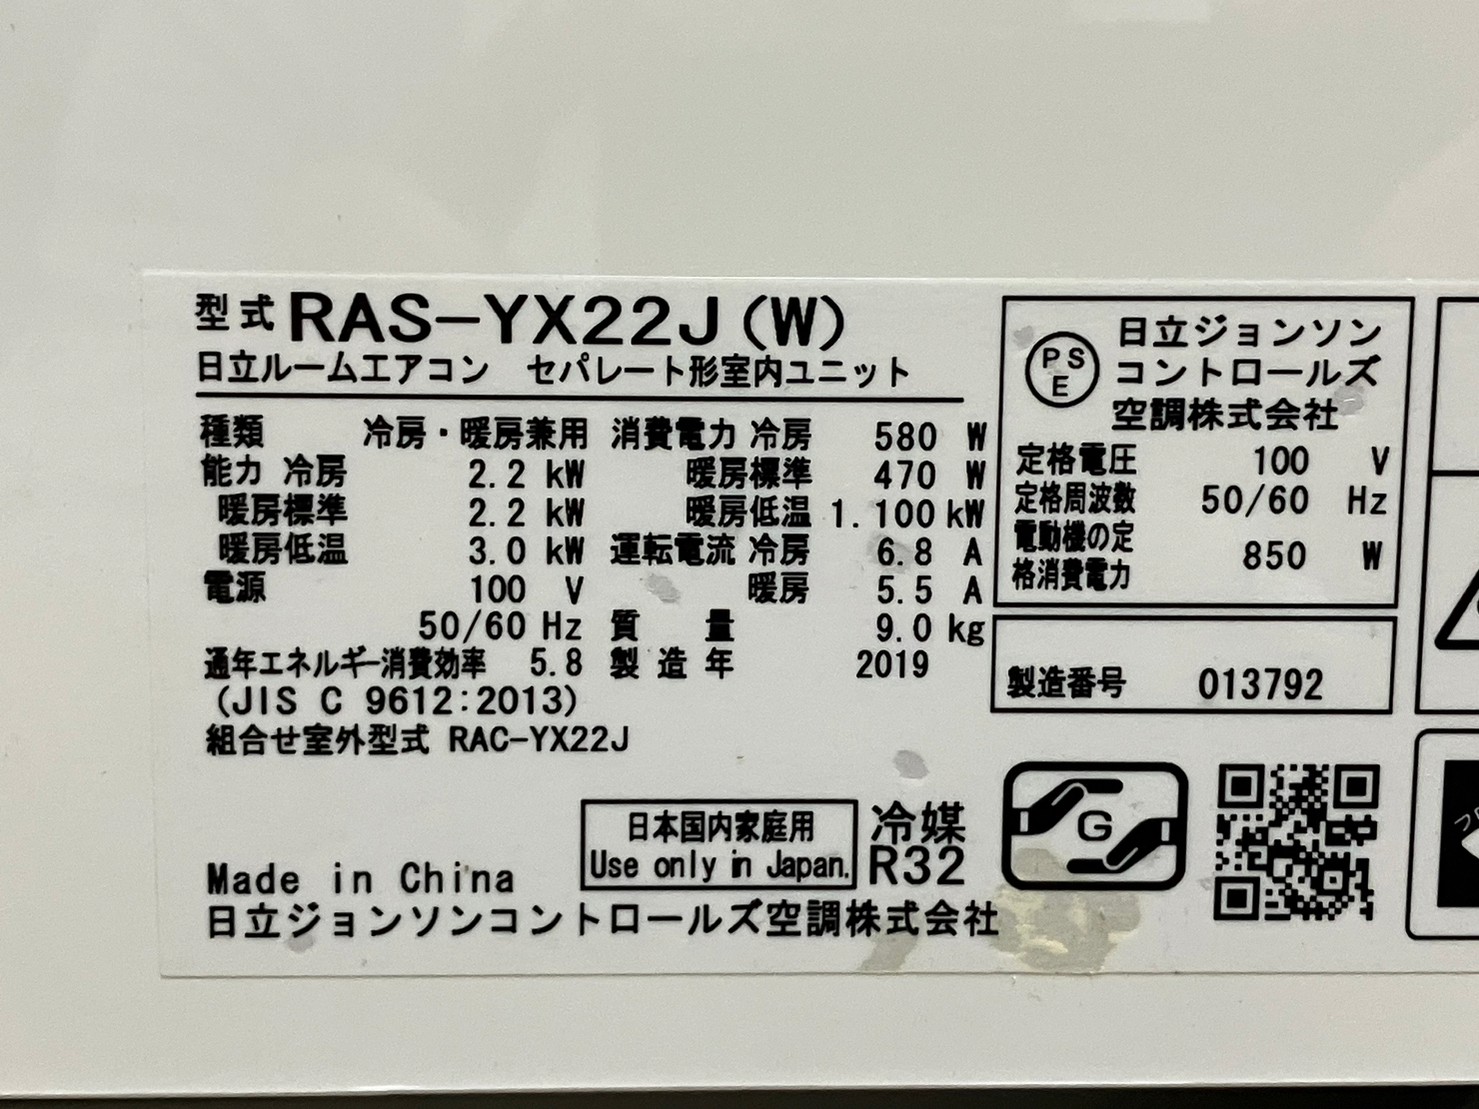 型式 RAS-YX22J(W)
日立ルームエアコン セパレート形室内ユニット
種類 冷房・暖房兼用
能力 冷房 2.2 kW
暖房標準 2.2 kW
暖房低温 3.0 kW
電源 100 V
50/60 Hz
通年エネルギー消費効率 5.8
(JIS C 9612:2013)
組合せ室外型式 RAC-YX22J
消費電力 冷房 580 W
暖房標準 470 W
暖房低温 1.100 kW
運転電流 冷房 6.8 A
暖房 5.5 A
質量 9.0 kg
製造年 2019
日本国内家庭用
Use only in Japan.
冷媒
R32
Made in China
日立ジョンソンコントロールズ空調株式会社
PS
E
日立ジョンソン
コントロールズ
空調株式会社
定格電圧 100 V
定格周波数 50/60 Hz
電動機の定
格消費電力 850 W
製造番号 013792
G